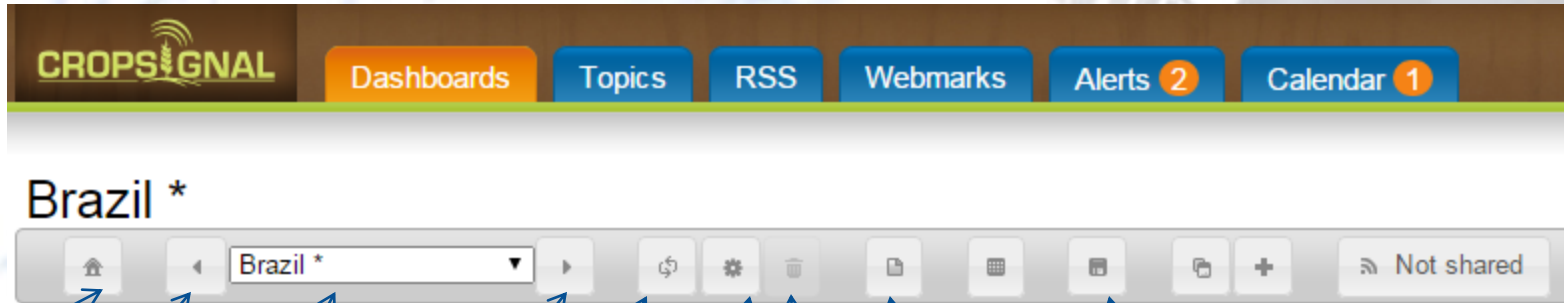 CROPSIGNAL
Dashboards Topics RSS Webmarks Alerts 2 Calendar 1
Brazil *
Brazil * Not shared